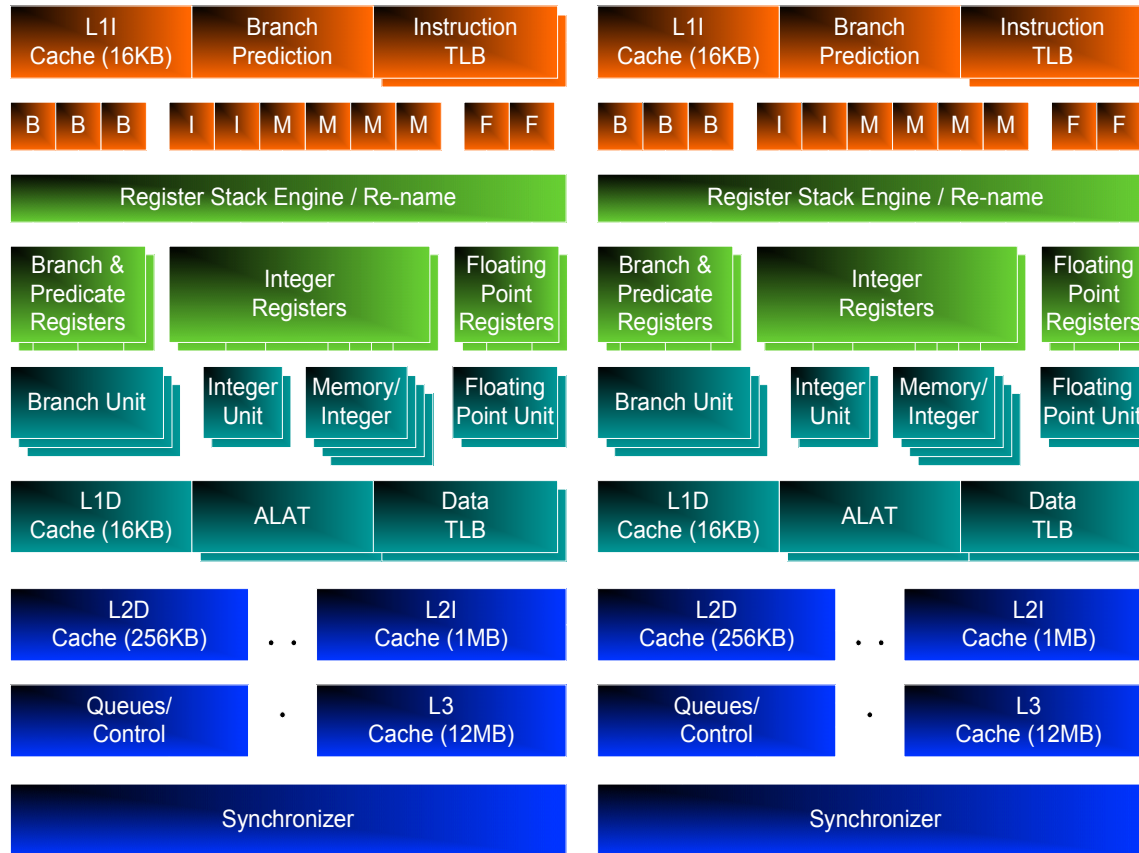 L1I
Cache (16KB)
Branch
Prediction
Instruction
TLB
B B B I I M M M M F F
Register Stack Engine / Re-name
Branch &
Predicate
Registers
Integer
Registers
Floating
Point
Registers
Branch Unit
Integer
Unit
Memory/
Integer
Floating
Point Unit
L1D
Cache (16KB)
ALAT
Data
TLB
L2D
Cache (256KB)
. .
L2I
Cache (1MB)
Queues/
Control
.
L3
Cache (12MB)
Synchronizer
L1I
Cache (16KB)
Branch
Prediction
Instruction
TLB
B B B I I M M M M F F
Register Stack Engine / Re-name
Branch &
Predicate
Registers
Integer
Registers
Floating
Point
Registers
Branch Unit
Integer
Unit
Memory/
Integer
Floating
Point Unit
L1D
Cache (16KB)
ALAT
Data
TLB
L2D
Cache (256KB)
. .
L2I
Cache (1MB)
Queues/
Control
.
L3
Cache (12MB)
Synchronizer